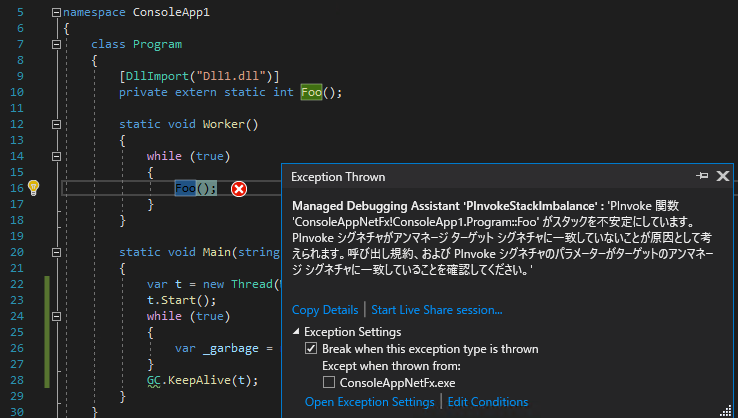 5 namespace ConsoleApp1
6 {
7 class Program
8 {
9 [DllImport("Dll1.dll")]
10 private extern static int Foo();
11
12 static void Worker()
13 {
14 while (true)
15 {
16 Foo();
17 }
18 }
19
20 static void Main(string
21 {
22 var t = new Thread(
23 t.Start();
24 while (true)
25 {
26 var _garbage =
27 }
28 GC.KeepAlive(t);
29 }
30 }
Exception Thrown
Managed Debugging Assistant 'PInvokeStackImbalance' : 'PInvoke 関数
'ConsoleAppNetFx!ConsoleApp1.Program::Foo' がスタックを不安定にしています。
PInvoke シグネチャがアンマネージ ターゲット シグネチャに一致していないことが原因として考
えられます。呼び出し規約、および PInvoke シグネチャのパラメーターがターゲットのアンマネー
ジ シグネチャに一致していることを確認してください。'
Copy Details | Start Live Share session...
Exception Settings
Break when this exception type is thrown
Except when thrown from:
ConsoleAppNetFx.exe
Open Exception Settings | Edit Conditions